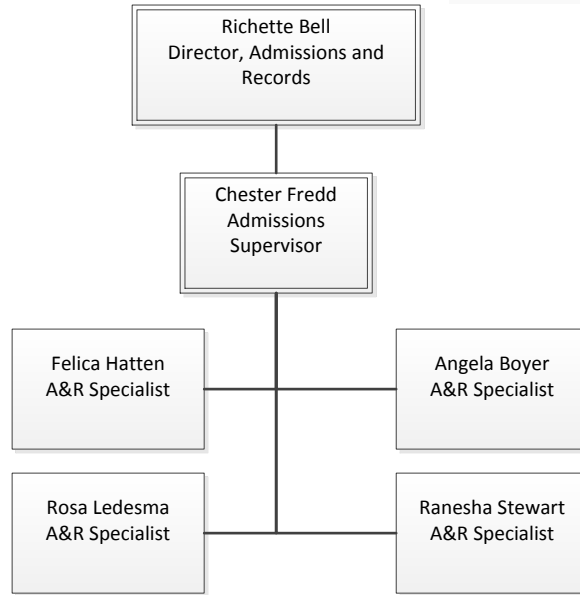 Richette Bell
Director, Admissions and
Records
Chester Fredd
Admissions
Supervisor
Felica Hatten
A&R Specialist
Angela Boyer
A&R Specialist
Rosa Ledesma
A&R Specialist
Ranesha Stewart
A&R Specialist